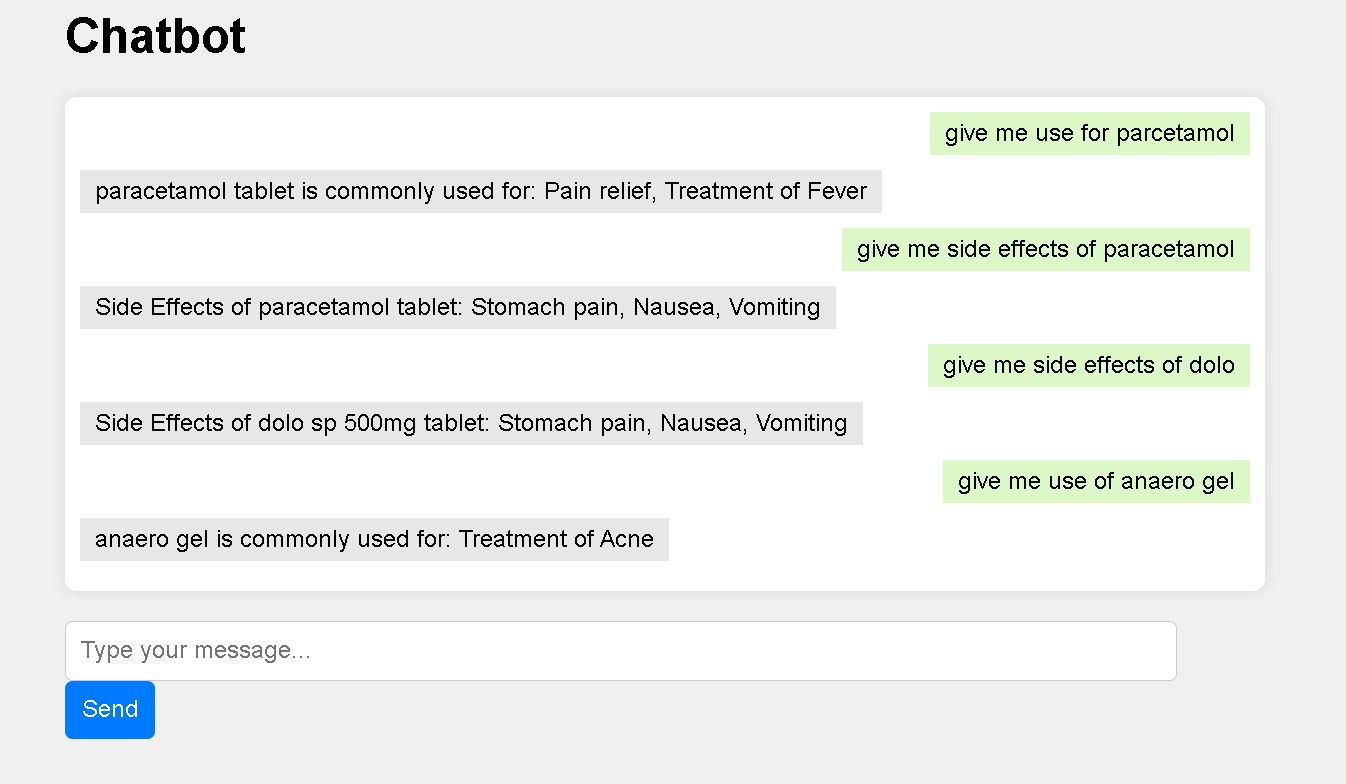 Chatbot
give me use for parcetamol
paracetamol tablet is commonly used for: Pain relief, Treatment of Fever
give me side effects of paracetamol
Side Effects of paracetamol tablet: Stomach pain, Nausea, Vomiting
give me side effects of dolo
Side Effects of dolo sp 500mg tablet: Stomach pain, Nausea, Vomiting
give me use of anaero gel
anaero gel is commonly used for: Treatment of Acne
Type your message...
Send